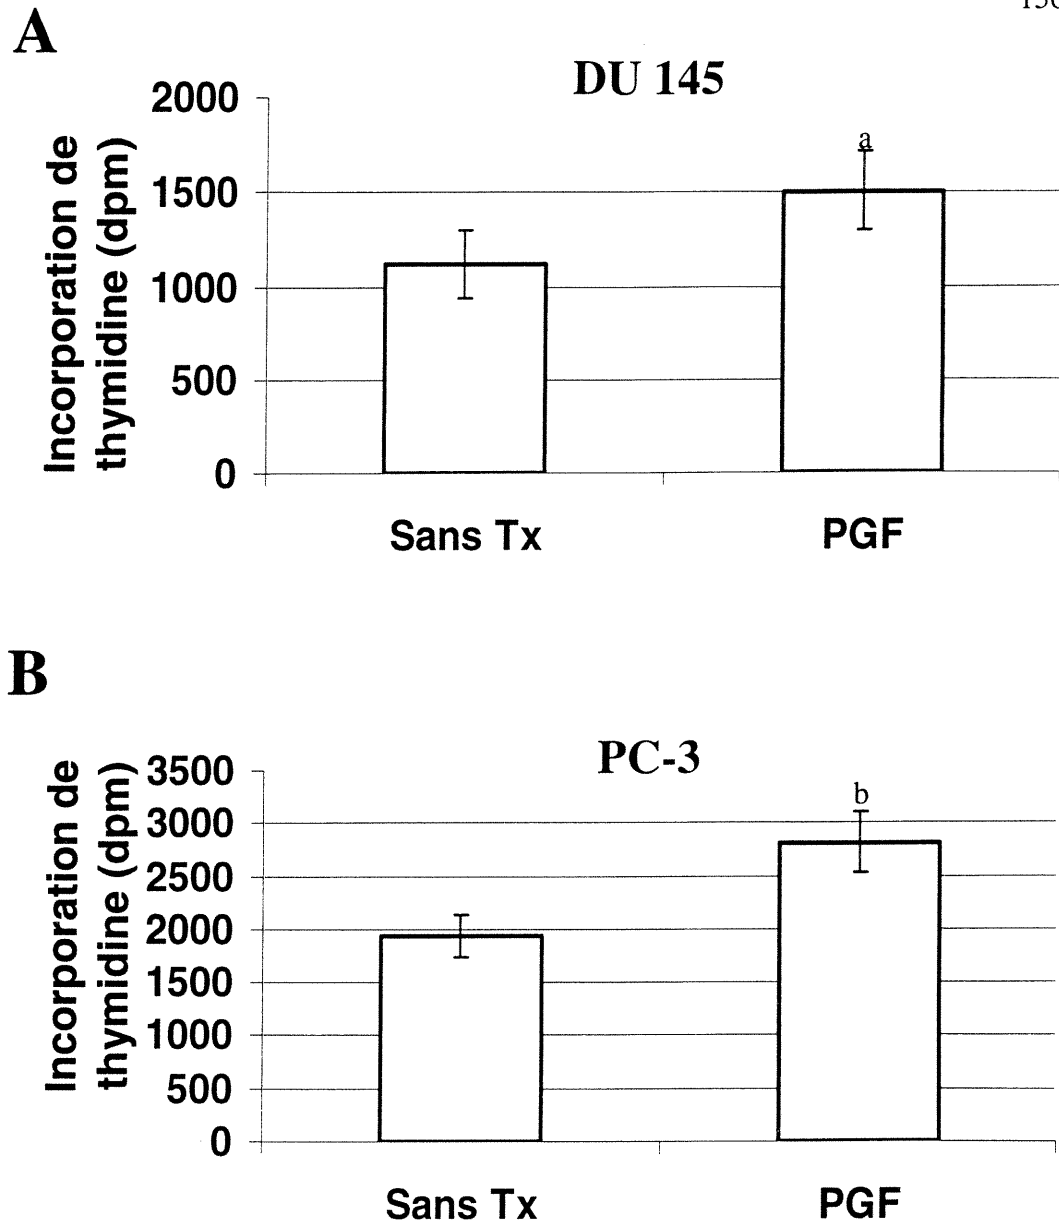 A
DU 145
Incorporation de
thymidine (dpm)
2000
1500
1000
500
0
a
Sans Tx
PGF
B
PC-3
Incorporation de
thymidine (dpm)
3500
3000
2500
2000
1500
1000
500
0
b
Sans Tx
PGF